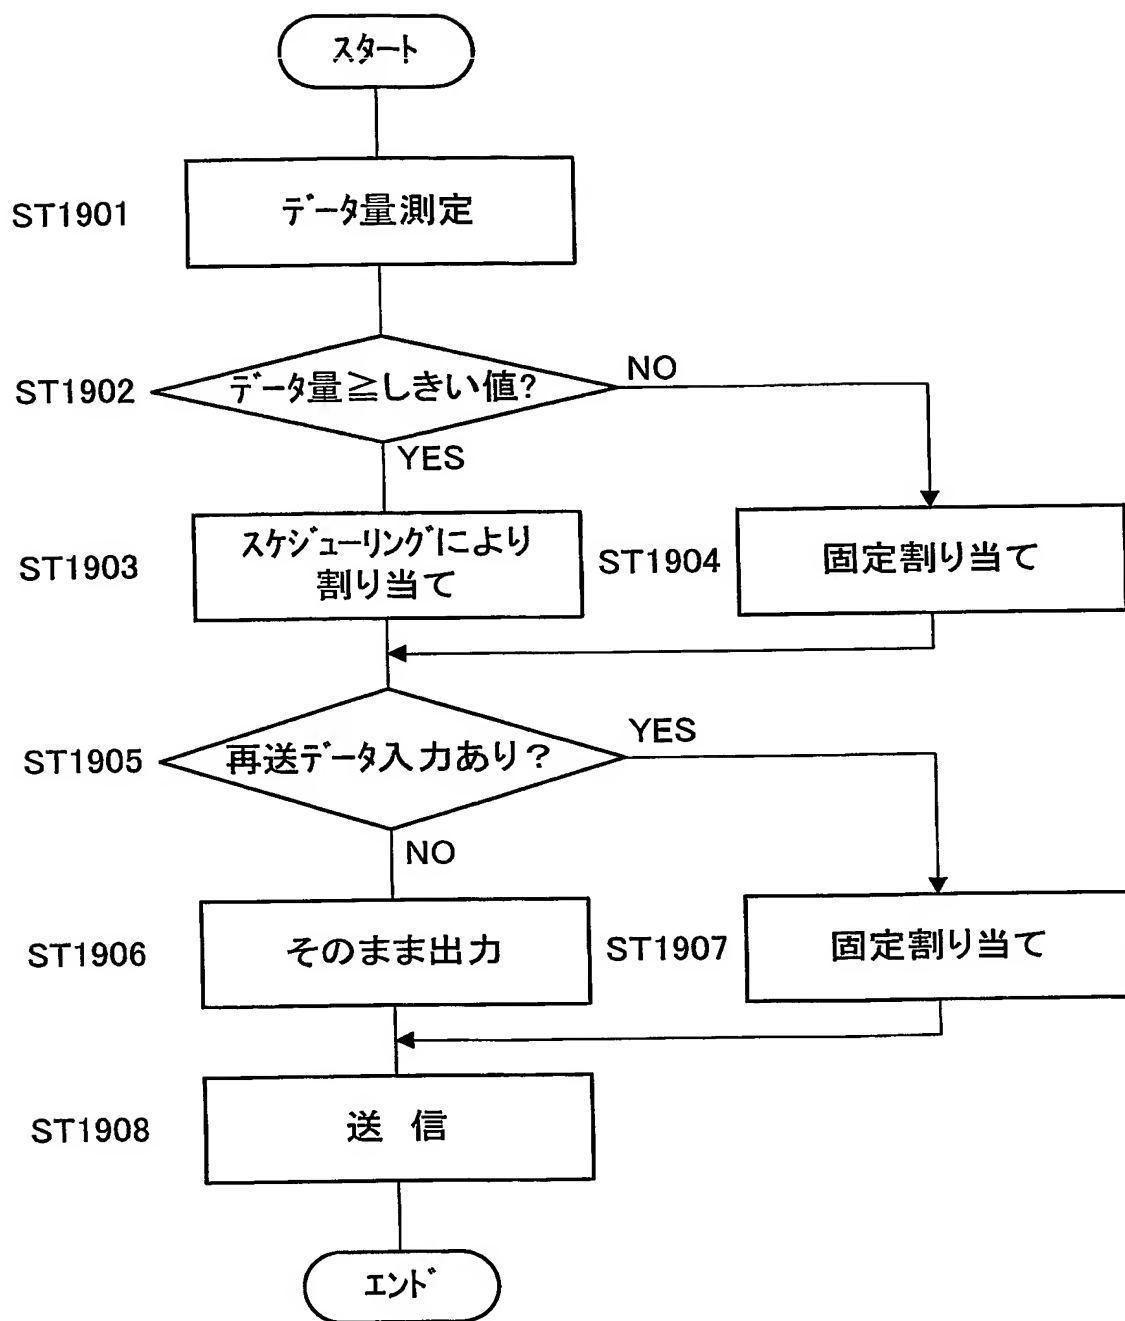 スタート
ST1901
ﾃﾞｰﾀ量測定
ST1902
ﾃﾞｰﾀ量≧しきい値?
NO
YES
ST1903
ｽｹｼﾞｭｰﾘﾝｸﾞにより
割り当て
ST1904
固定割り当て
ST1905
再送ﾃﾞｰﾀ入力あり？
YES
NO
ST1906
そのまま出力
ST1907
固定割り当て
ST1908
送 信
ｴﾝﾄﾞ